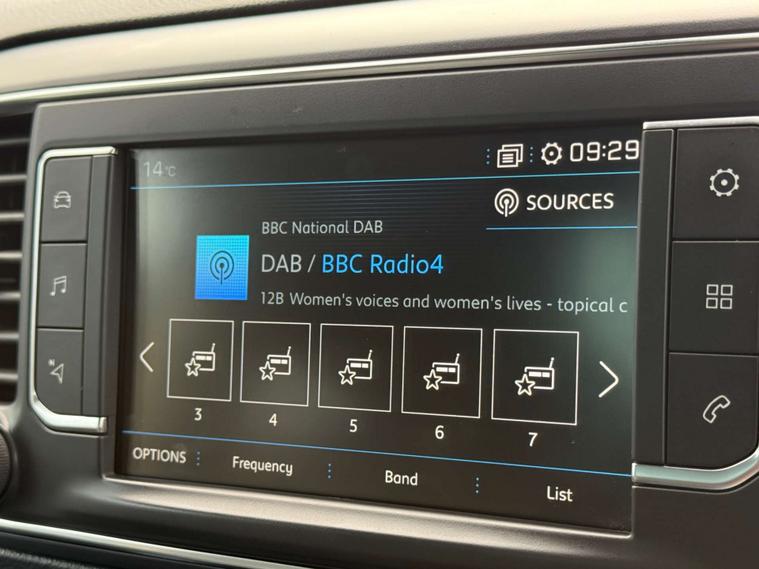 14°C
09:29
SOURCES
BBC National DAB
DAB / BBC Radio4
12B Women's voices and women's lives - topical c
3 4 5 6 7
OPTIONS Frequency Band List
N